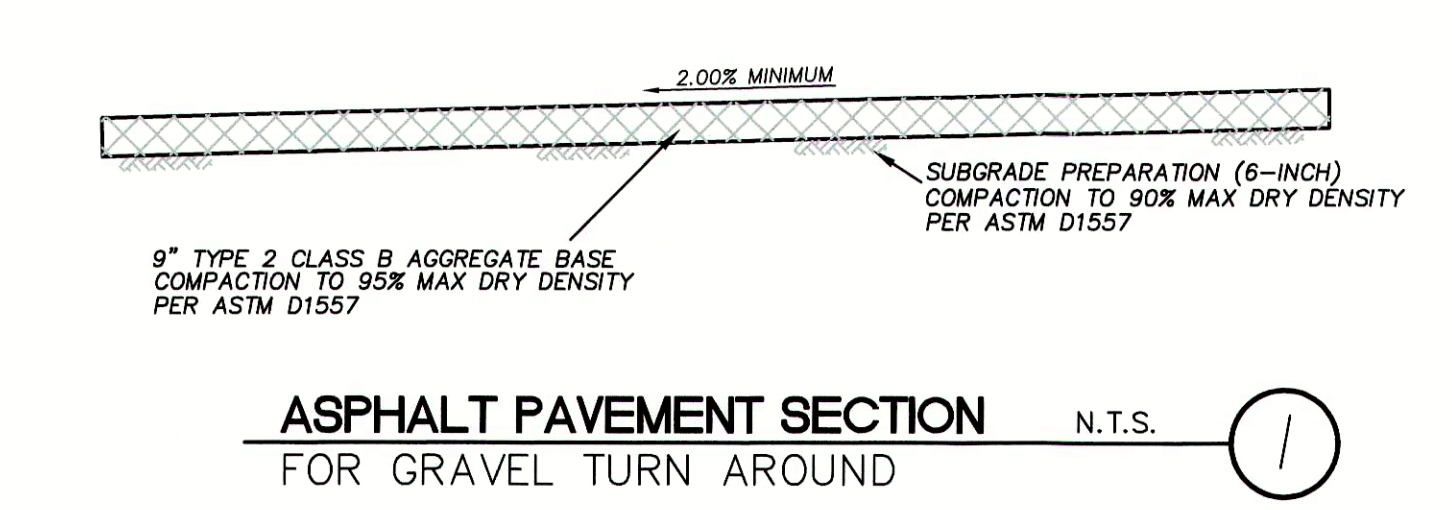 2.00% MINIMUM
SUBGRADE PREPARATION (6-INCH)
COMPACTION TO 90% MAX DRY DENSITY
PER ASTM D1557
9" TYPE 2 CLASS B AGGREGATE BASE
COMPACTION TO 95% MAX DRY DENSITY
PER ASTM D1557
ASPHALT PAVEMENT SECTION N.T.S.
1
FOR GRAVEL TURN AROUND